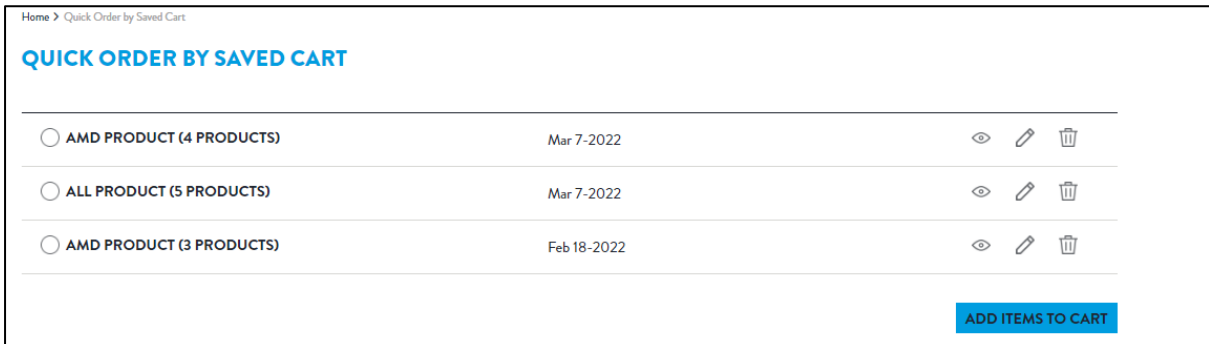 Home > Quick Order by Saved Cart
QUICK ORDER BY SAVED CART
AMD PRODUCT (4 PRODUCTS) Mar 7-2022
ALL PRODUCT (5 PRODUCTS) Mar 7-2022
AMD PRODUCT (3 PRODUCTS) Feb 18-2022
ADD ITEMS TO CART